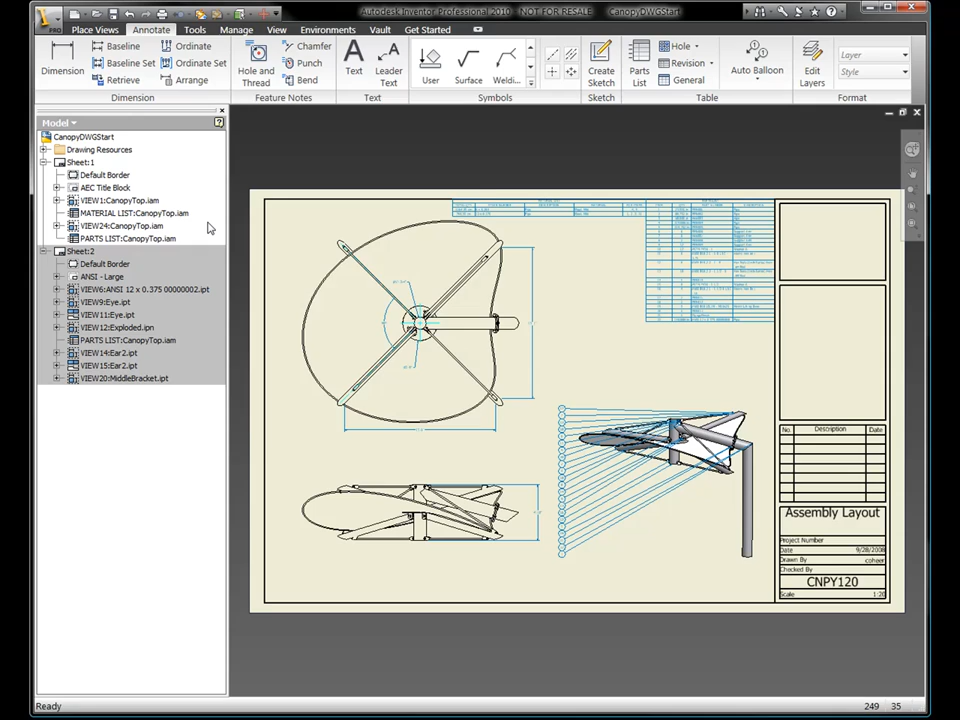 Autodesk Inventor Professional 2010 - NOT FOR RESALE CanopyDWGStart
PRO
Place Views Annotate Tools Manage View Environments Vault Get Started
Dimension
Baseline
Baseline Set
Retrieve
Ordinate
Ordinate Set
Arrange
Hole and Thread
Chamfer
Punch
Bend
Text
Leader Text
User
Surface
Weldi...
Create Sketch
Parts List
Hole
Revision
General
Auto Balloon
Edit Layers
Layer
Style
Dimension Feature Notes Text Symbols Sketch Table Format
Model
CanopyDWGStart
Drawing Resources
Sheet:1
Default Border
AEC Title Block
VIEW1:CanopyTop.iam
MATERIAL LIST:CanopyTop.iam
VIEW24:CanopyTop.iam
PARTS LIST:CanopyTop.iam
Sheet:2
Default Border
ANSI - Large
VIEW6:ANSI 12 x 0.375 00000002.ipt
VIEW9:Eye.ipt
VIEW11:Eye.ipt
VIEW12:Exploded.ipn
PARTS LIST:CanopyTop.iam
VIEW14:Ear2.ipt
VIEW15:Ear2.ipt
VIEW20:MiddleBracket.ipt
No. Description Date
Assembly Layout
Project Number
Date 9/28/2008
Drawn By coheer
Checked By
CNPY120
Scale 1:20
Ready 249 35